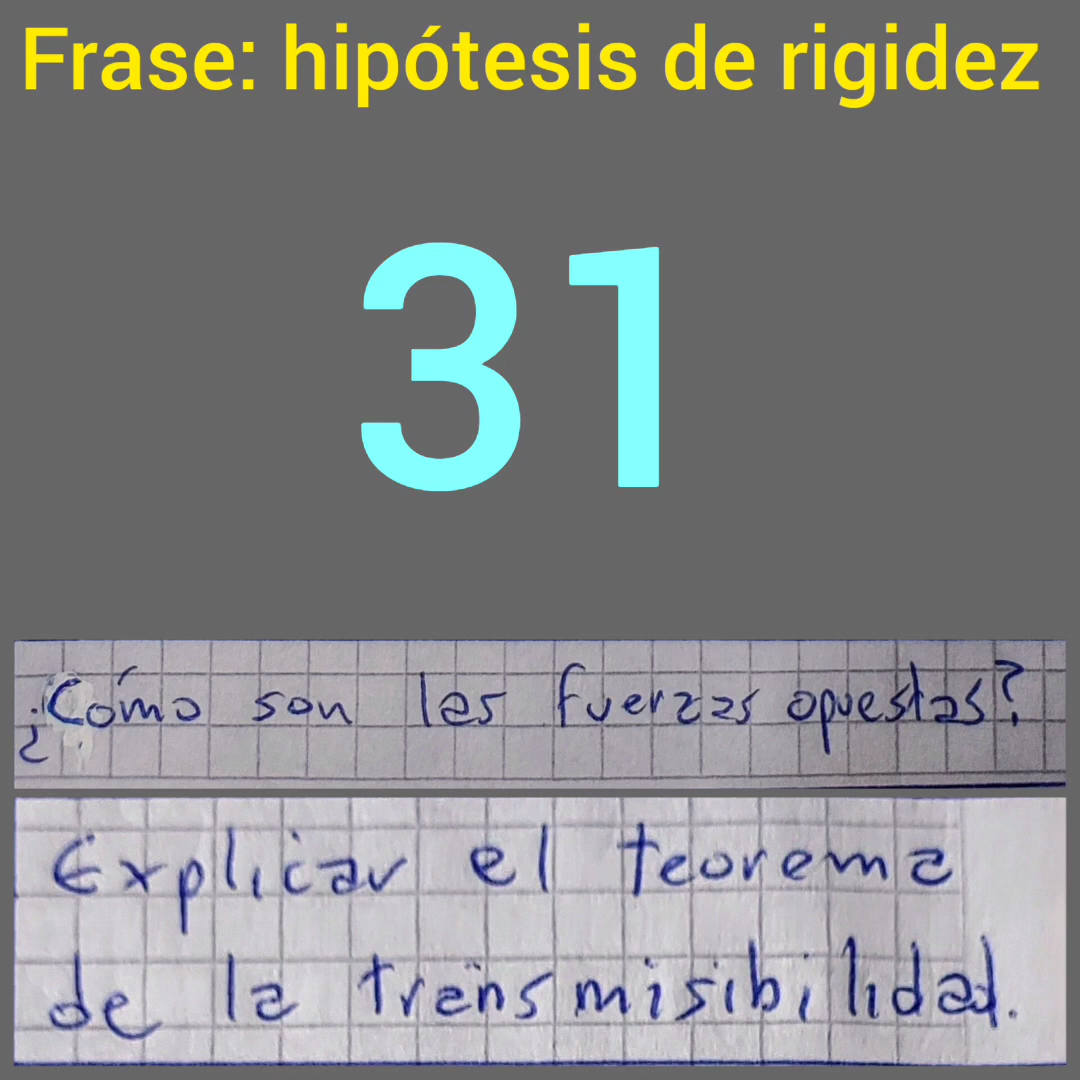 Frase: hipótesis de rigidez
31
¿Cómo son las fuerzas opuestas?
Explicar el teorema
de la transmisibilidad.